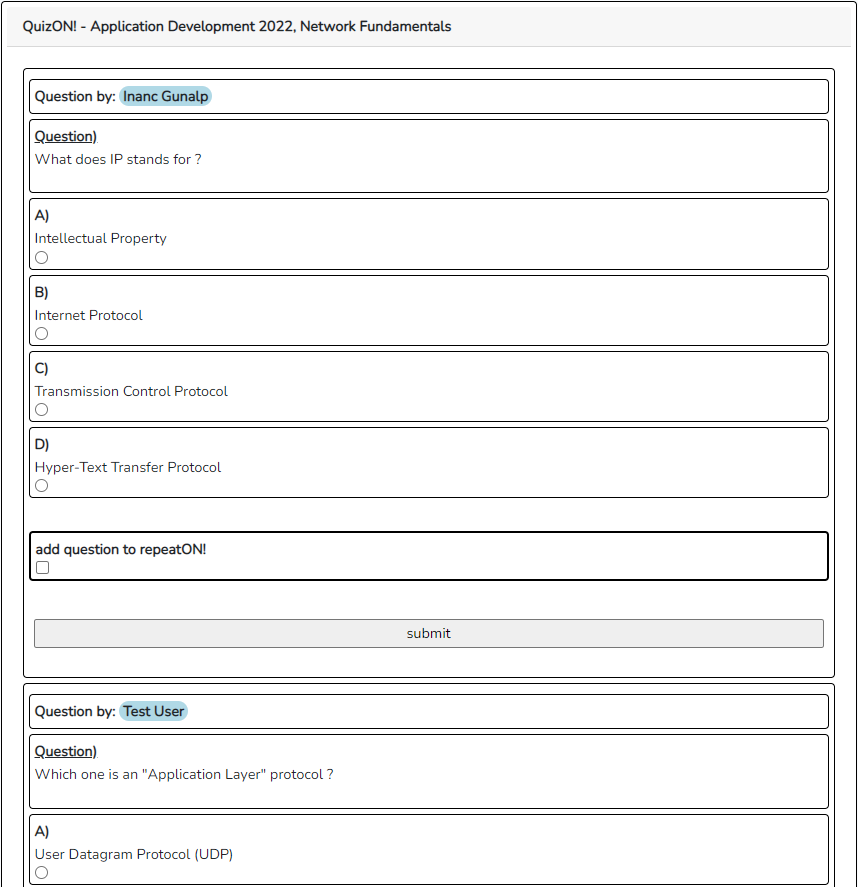 QuizON! - Application Development 2022, Network Fundamentals
Question by: Inanc Gunalp
Question)
What does IP stands for ?
A)
Intellectual Property
B)
Internet Protocol
C)
Transmission Control Protocol
D)
Hyper-Text Transfer Protocol
add question to repeatON!
submit
Question by: Test User
Question)
Which one is an "Application Layer" protocol ?
A)
User Datagram Protocol (UDP)